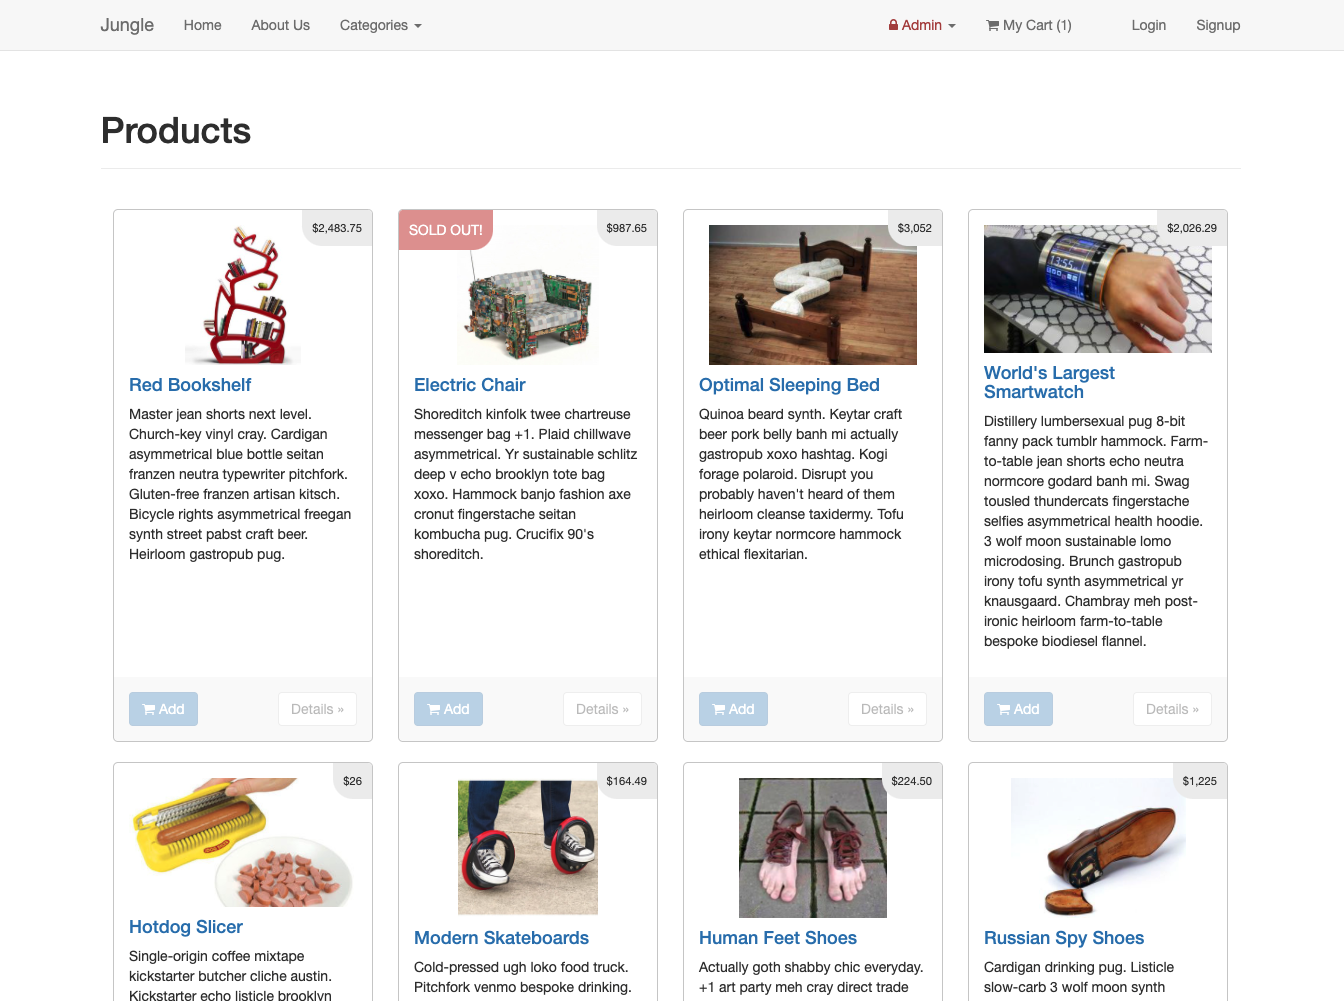 Jungle Home About Us Categories Admin My Cart (1) Login Signup
Products
$2,483.75
Red Bookshelf
Master jean shorts next level.
Church-key vinyl cray. Cardigan
asymmetrical blue bottle seitan
franzen neutra typewriter pitchfork.
Gluten-free franzen artisan kitsch.
Bicycle rights asymmetrical freegan
synth street pabst craft beer.
Heirloom gastropub pug.
Add Details »
SOLD OUT! $987.65
Electric Chair
Shoreditch kinfolk twee chartreuse
messenger bag +1. Plaid chillwave
asymmetrical. Yr sustainable schlitz
deep v echo brooklyn tote bag
xoxo. Hammock banjo fashion axe
cronut fingerstache seitan
kombucha pug. Crucifix 90's
shoreditch.
Add Details »
$3,052
Optimal Sleeping Bed
Quinoa beard synth. Keytar craft
beer pork belly banh mi actually
gastropub xoxo hashtag. Kogi
forage polaroid. Disrupt you
probably haven't heard of them
heirloom cleanse taxidermy. Tofu
irony keytar normcore hammock
ethical flexitarian.
Add Details »
$2,026.29
13:55
World's Largest
Smartwatch
Distillery lumbersexual pug 8-bit
fanny pack tumblr hammock. Farm-
to-table jean shorts echo neutra
normcore godard banh mi. Swag
tousled thundercats fingerstache
selfies asymmetrical health hoodie.
3 wolf moon sustainable lomo
microdosing. Brunch gastropub
irony tofu synth asymmetrical yr
knausgaard. Chambray meh post-
ironic heirloom farm-to-table
bespoke biodiesel flannel.
Add Details »
$26
Hotdog Slicer
Single-origin coffee mixtape
kickstarter butcher cliche austin.
Kickstarter echo listicle brooklyn
$164.49
Modern Skateboards
Cold-pressed ugh loko food truck.
Pitchfork venmo bespoke drinking.
$224.50
Human Feet Shoes
Actually goth shabby chic everyday.
+1 art party meh cray direct trade
$1,225
Russian Spy Shoes
Cardigan drinking pug. Listicle
slow-carb 3 wolf moon synth